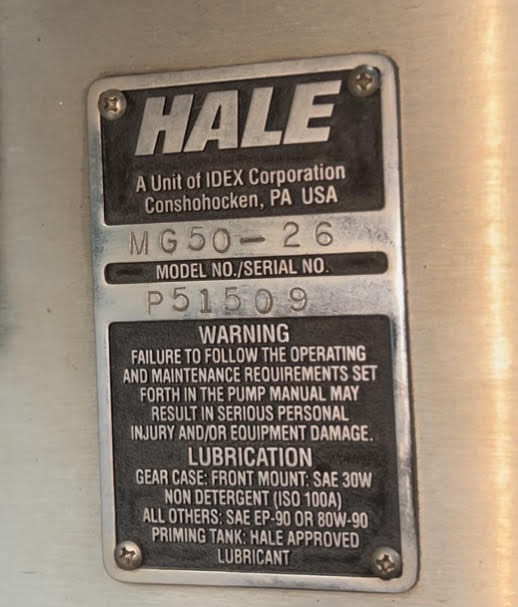 HALE
A Unit of IDEX Corporation
Conshohocken, PA USA
MG50-26
MODEL NO./SERIAL NO.
P51509
WARNING
FAILURE TO FOLLOW THE OPERATING
AND MAINTENANCE REQUIREMENTS SET
FORTH IN THE PUMP MANUAL MAY
RESULT IN SERIOUS PERSONAL
INJURY AND/OR EQUIPMENT DAMAGE.
LUBRICATION
GEAR CASE: FRONT MOUNT: SAE 30W
NON DETERGENT (ISO 100A)
ALL OTHERS: SAE EP-90 OR 80W-90
PRIMING TANK: HALE APPROVED
LUBRICANT